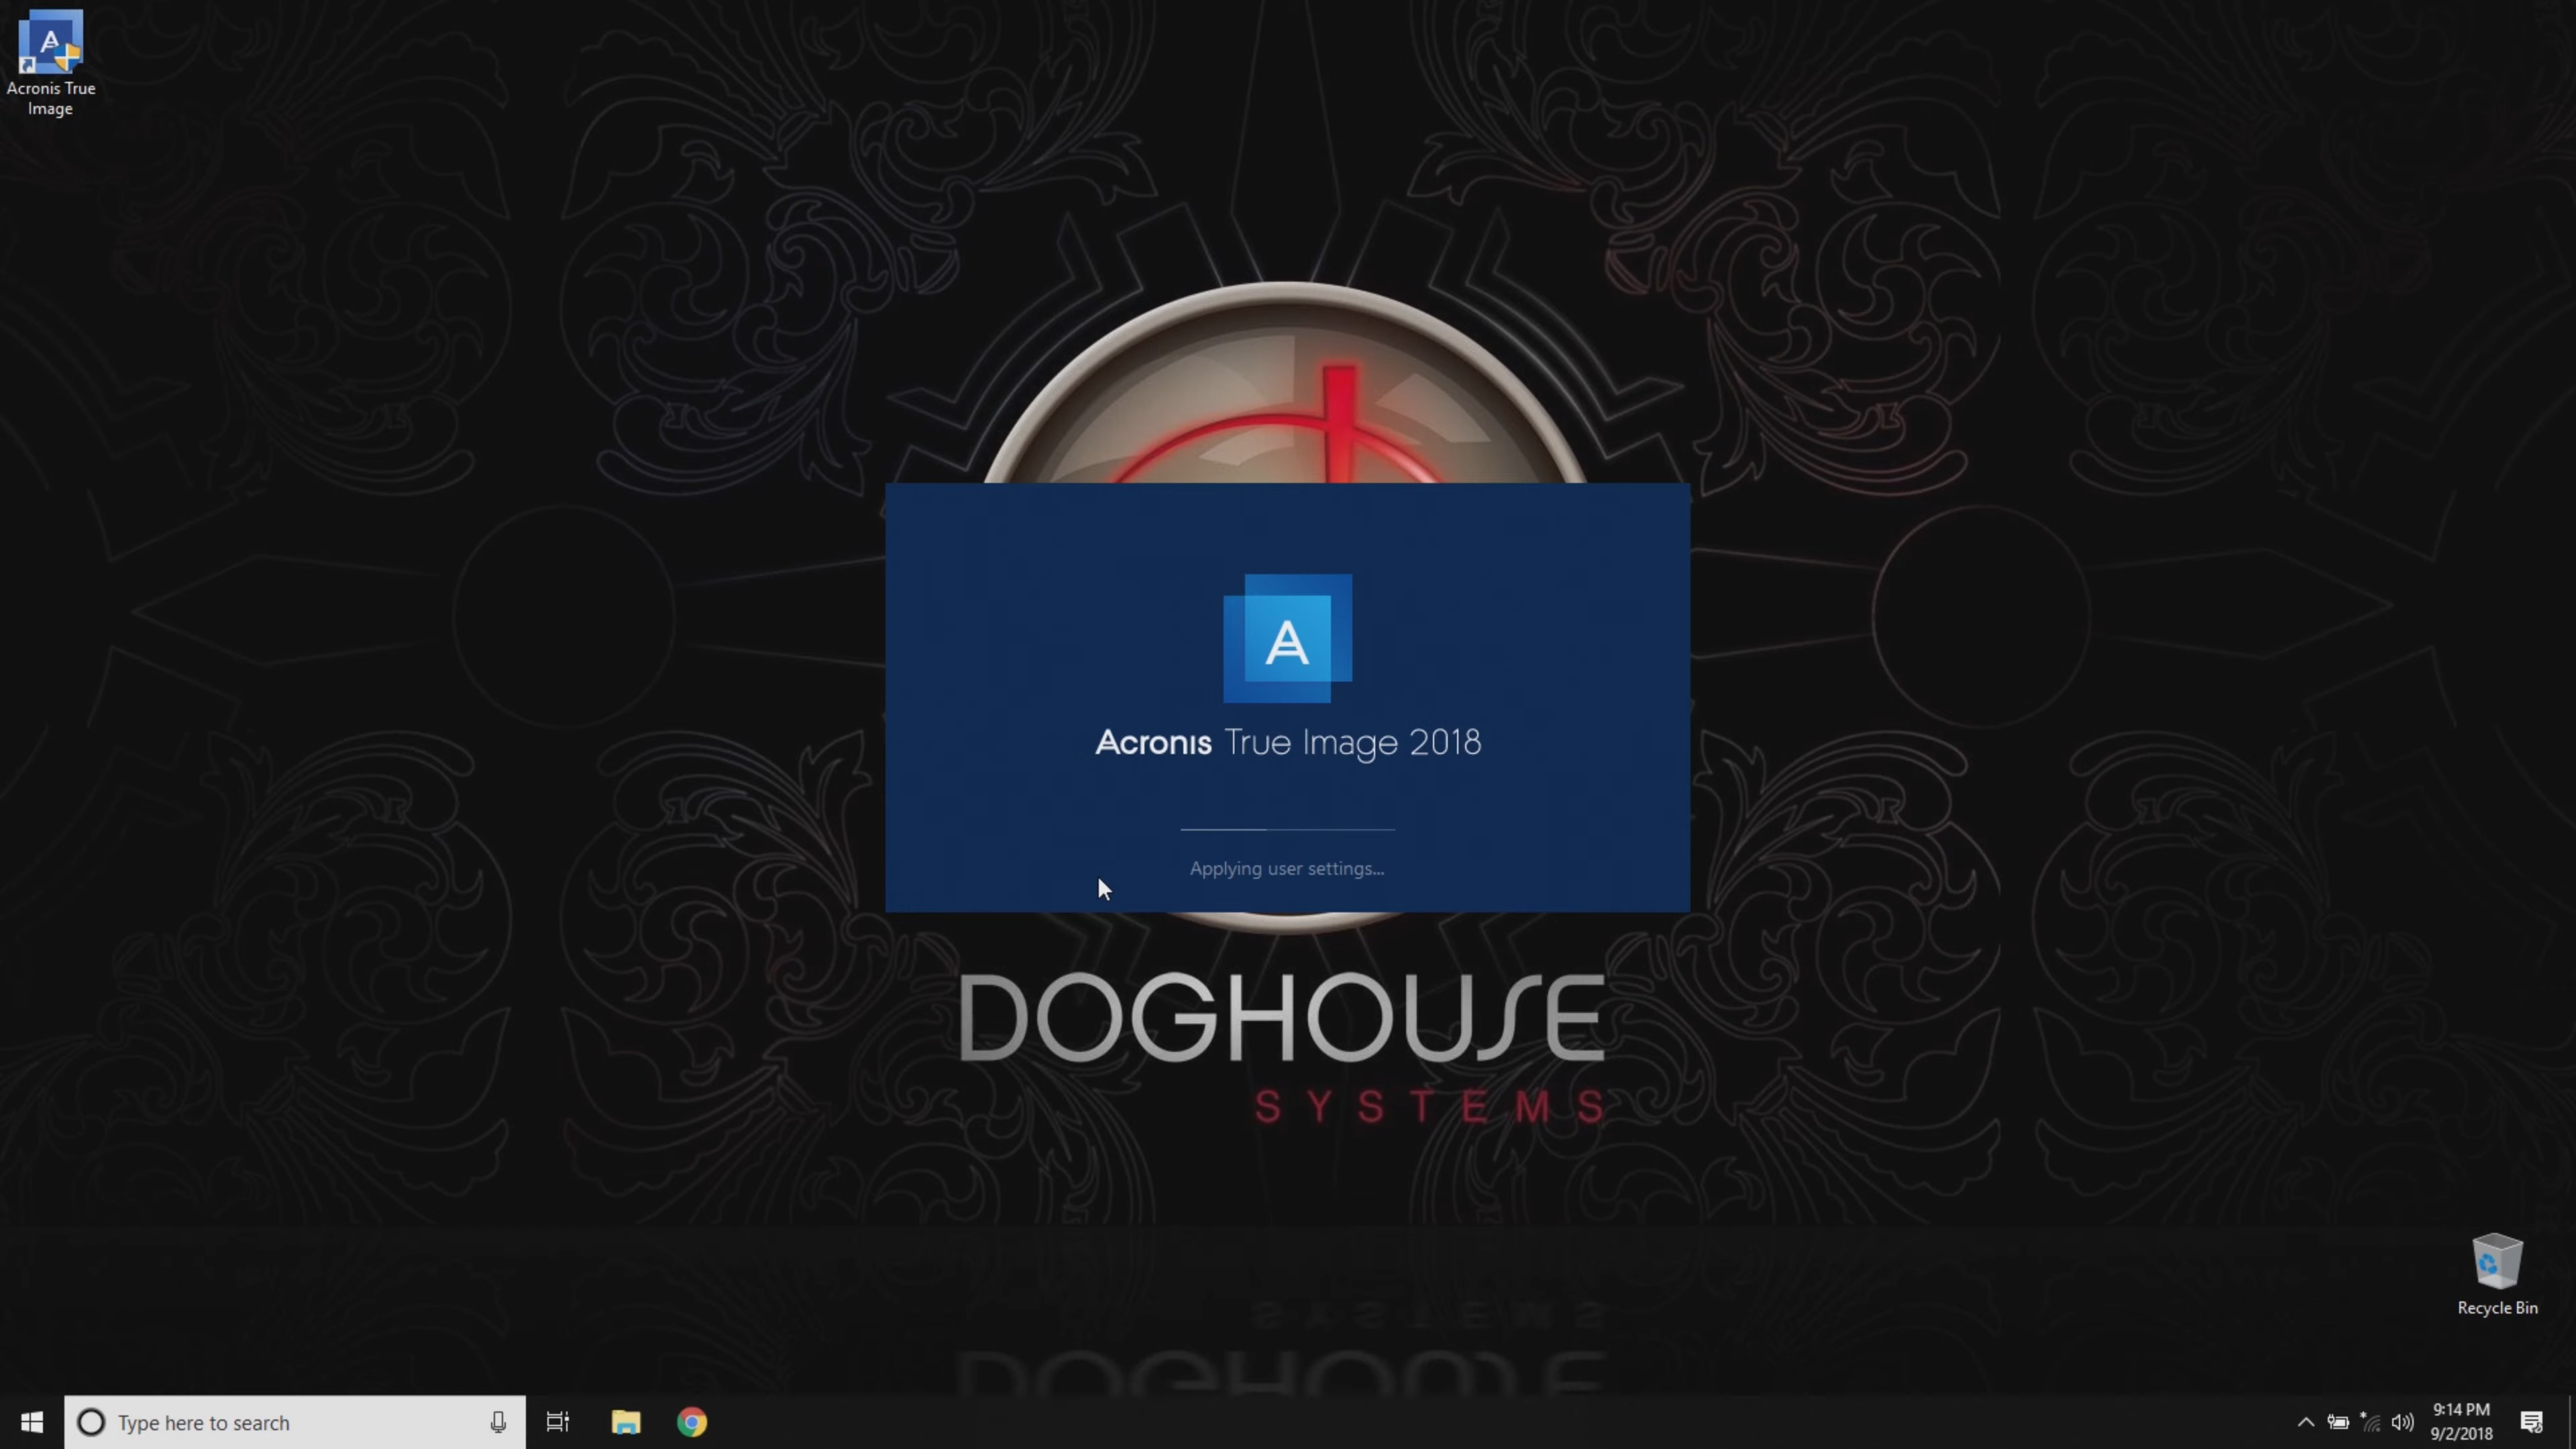 Acronis True
Image
A
Acronis True Image 2018
Applying user settings...
DOGHOUSE
SYSTEMS
Recycle Bin
Type here to search
9:14 PM
9/2/2018